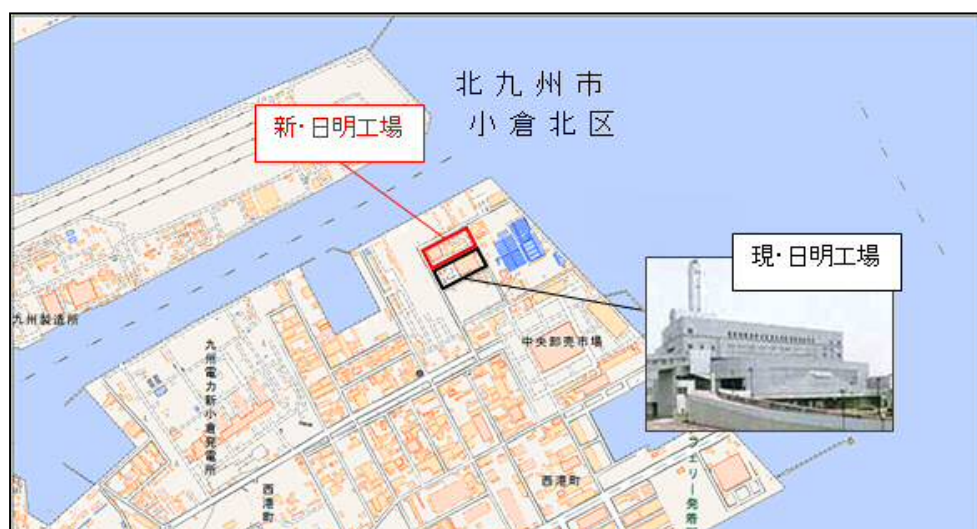 北九州市
小倉北区
新・日明工場
現・日明工場
九州製造所
中央卸売市場
九州電力新小倉発電所
西港町
西港町
フェリー発着